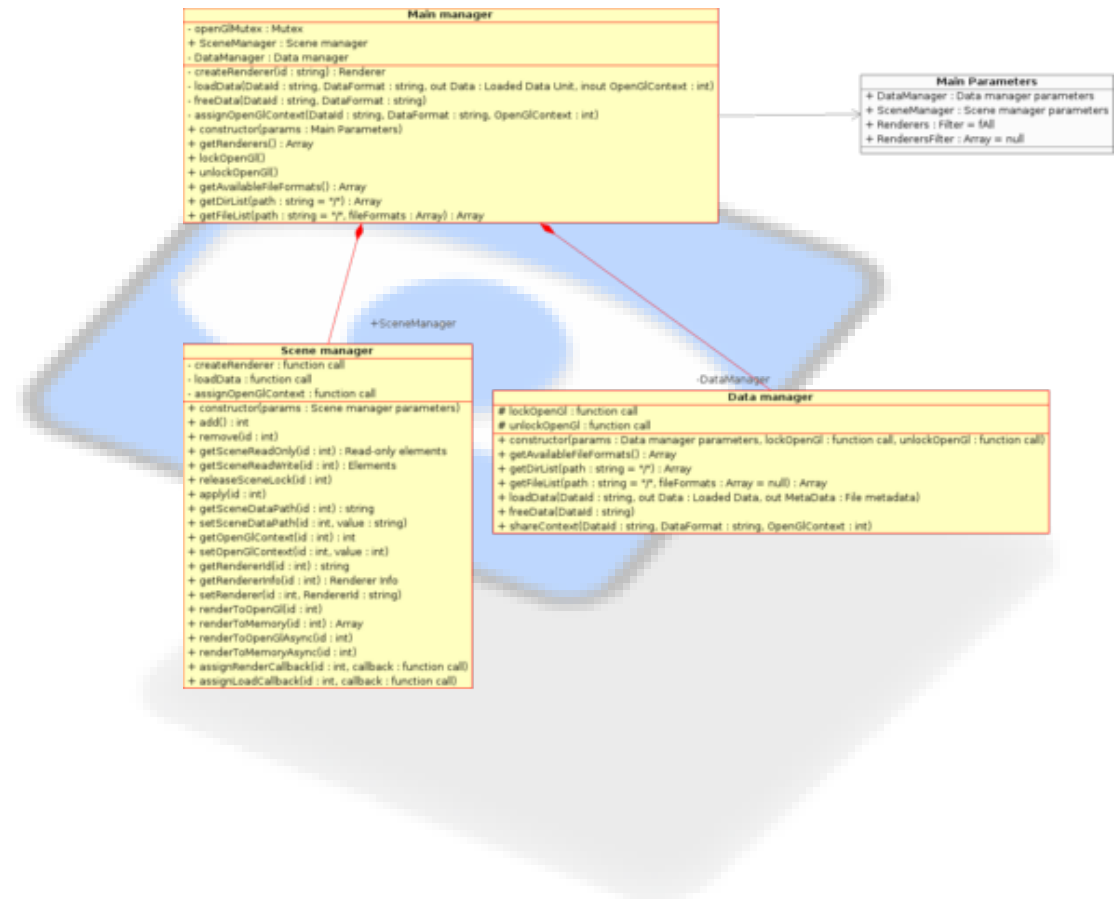 Main manager
- openGlMutex : Mutex
+ SceneManager : Scene manager
- DataManager : Data manager
- createRenderer(id : string) : Renderer
- loadData(DataId : string, DataFormat : string, out Data : Loaded Data Unit, inout OpenGlContext : int)
- freeData(DataId : string, DataFormat : string)
- assignOpenGlContext(DataId : string, DataFormat : string, OpenGlContext : int)
+ constructor(params : Main Parameters)
+ getRenderers() : Array
+ lockOpenGl()
+ unlockOpenGl()
+ getAvailableFileFormats() : Array
+ getDirList(path : string = "/") : Array
+ getFileList(path : string = "/", fileFormats : Array) : Array
Main Parameters
+ DataManager : Data manager parameters
+ SceneManager : Scene manager parameters
+ Renderers : Filter = fAll
+ RenderersFilter : Array = null
+SceneManager
-DataManager
Scene manager
- createRenderer : function call
- loadData : function call
- assignOpenGlContext : function call
+ constructor(params : Scene manager parameters)
+ add() : int
+ remove(id : int)
+ getSceneReadOnly(id : int) : Read-only elements
+ getSceneReadWrite(id : int) : Elements
+ releaseSceneLock(id : int)
+ apply(id : int)
+ getSceneDataPath(id : int) : string
+ setSceneDataPath(id : int, value : string)
+ getOpenGlContext(id : int) : int
+ setOpenGlContext(id : int, value : int)
+ getRendererId(id : int) : string
+ getRendererInfo(id : int) : Renderer Info
+ setRenderer(id : int, RendererId : string)
+ renderToOpenGl(id : int)
+ renderToMemory(id : int) : Array
+ renderToOpenGlAsync(id : int)
+ renderToMemoryAsync(id : int)
+ assignRenderCallback(id : int, callback : function call)
+ assignLoadCallback(id : int, callback : function call)
Data manager
# lockOpenGl : function call
# unlockOpenGl : function call
+ constructor(params : Data manager parameters, lockOpenGl : function call, unlockOpenGl : function call)
+ getAvailableFileFormats() : Array
+ getDirList(path : string = "/") : Array
+ getFileList(path : string = "/", fileFormats : Array = null) : Array
+ loadData(DataId : string, out Data : Loaded Data, out MetaData : File metadata)
+ freeData(DataId : string)
+ shareContext(DataId : string, DataFormat : string, OpenGlContext : int)